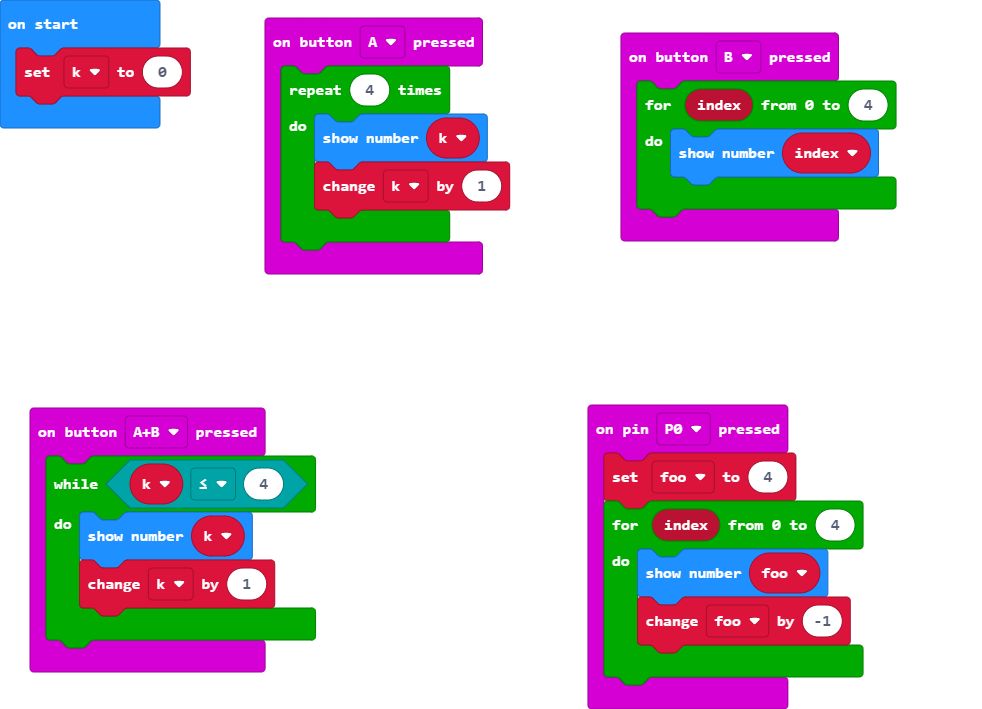 on start
set k to 0
on button A pressed
repeat 4 times
do
show number k
change k by 1
on button B pressed
for index from 0 to 4
do
show number index
on button A+B pressed
while k ≤ 4
do
show number k
change k by 1
on pin P0 pressed
set foo to 4
for index from 0 to 4
do
show number foo
change foo by -1